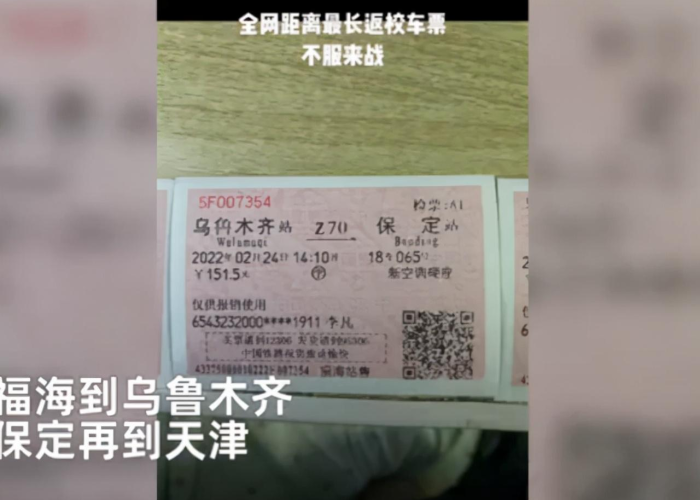 全网距离最长返校车票
不服来战
5F007354
检票:A1
乌鲁木齐站 Z70 保定站
Wulumuqi Baoding
2022年02月24日14:10开 18车065号
￥151.5元 新空调硬座
仅供报销使用
6543232000****1911
买票请到12306 发货请到95306
中国铁路祝您旅途愉快
福海到乌鲁木齐
保定再到天津